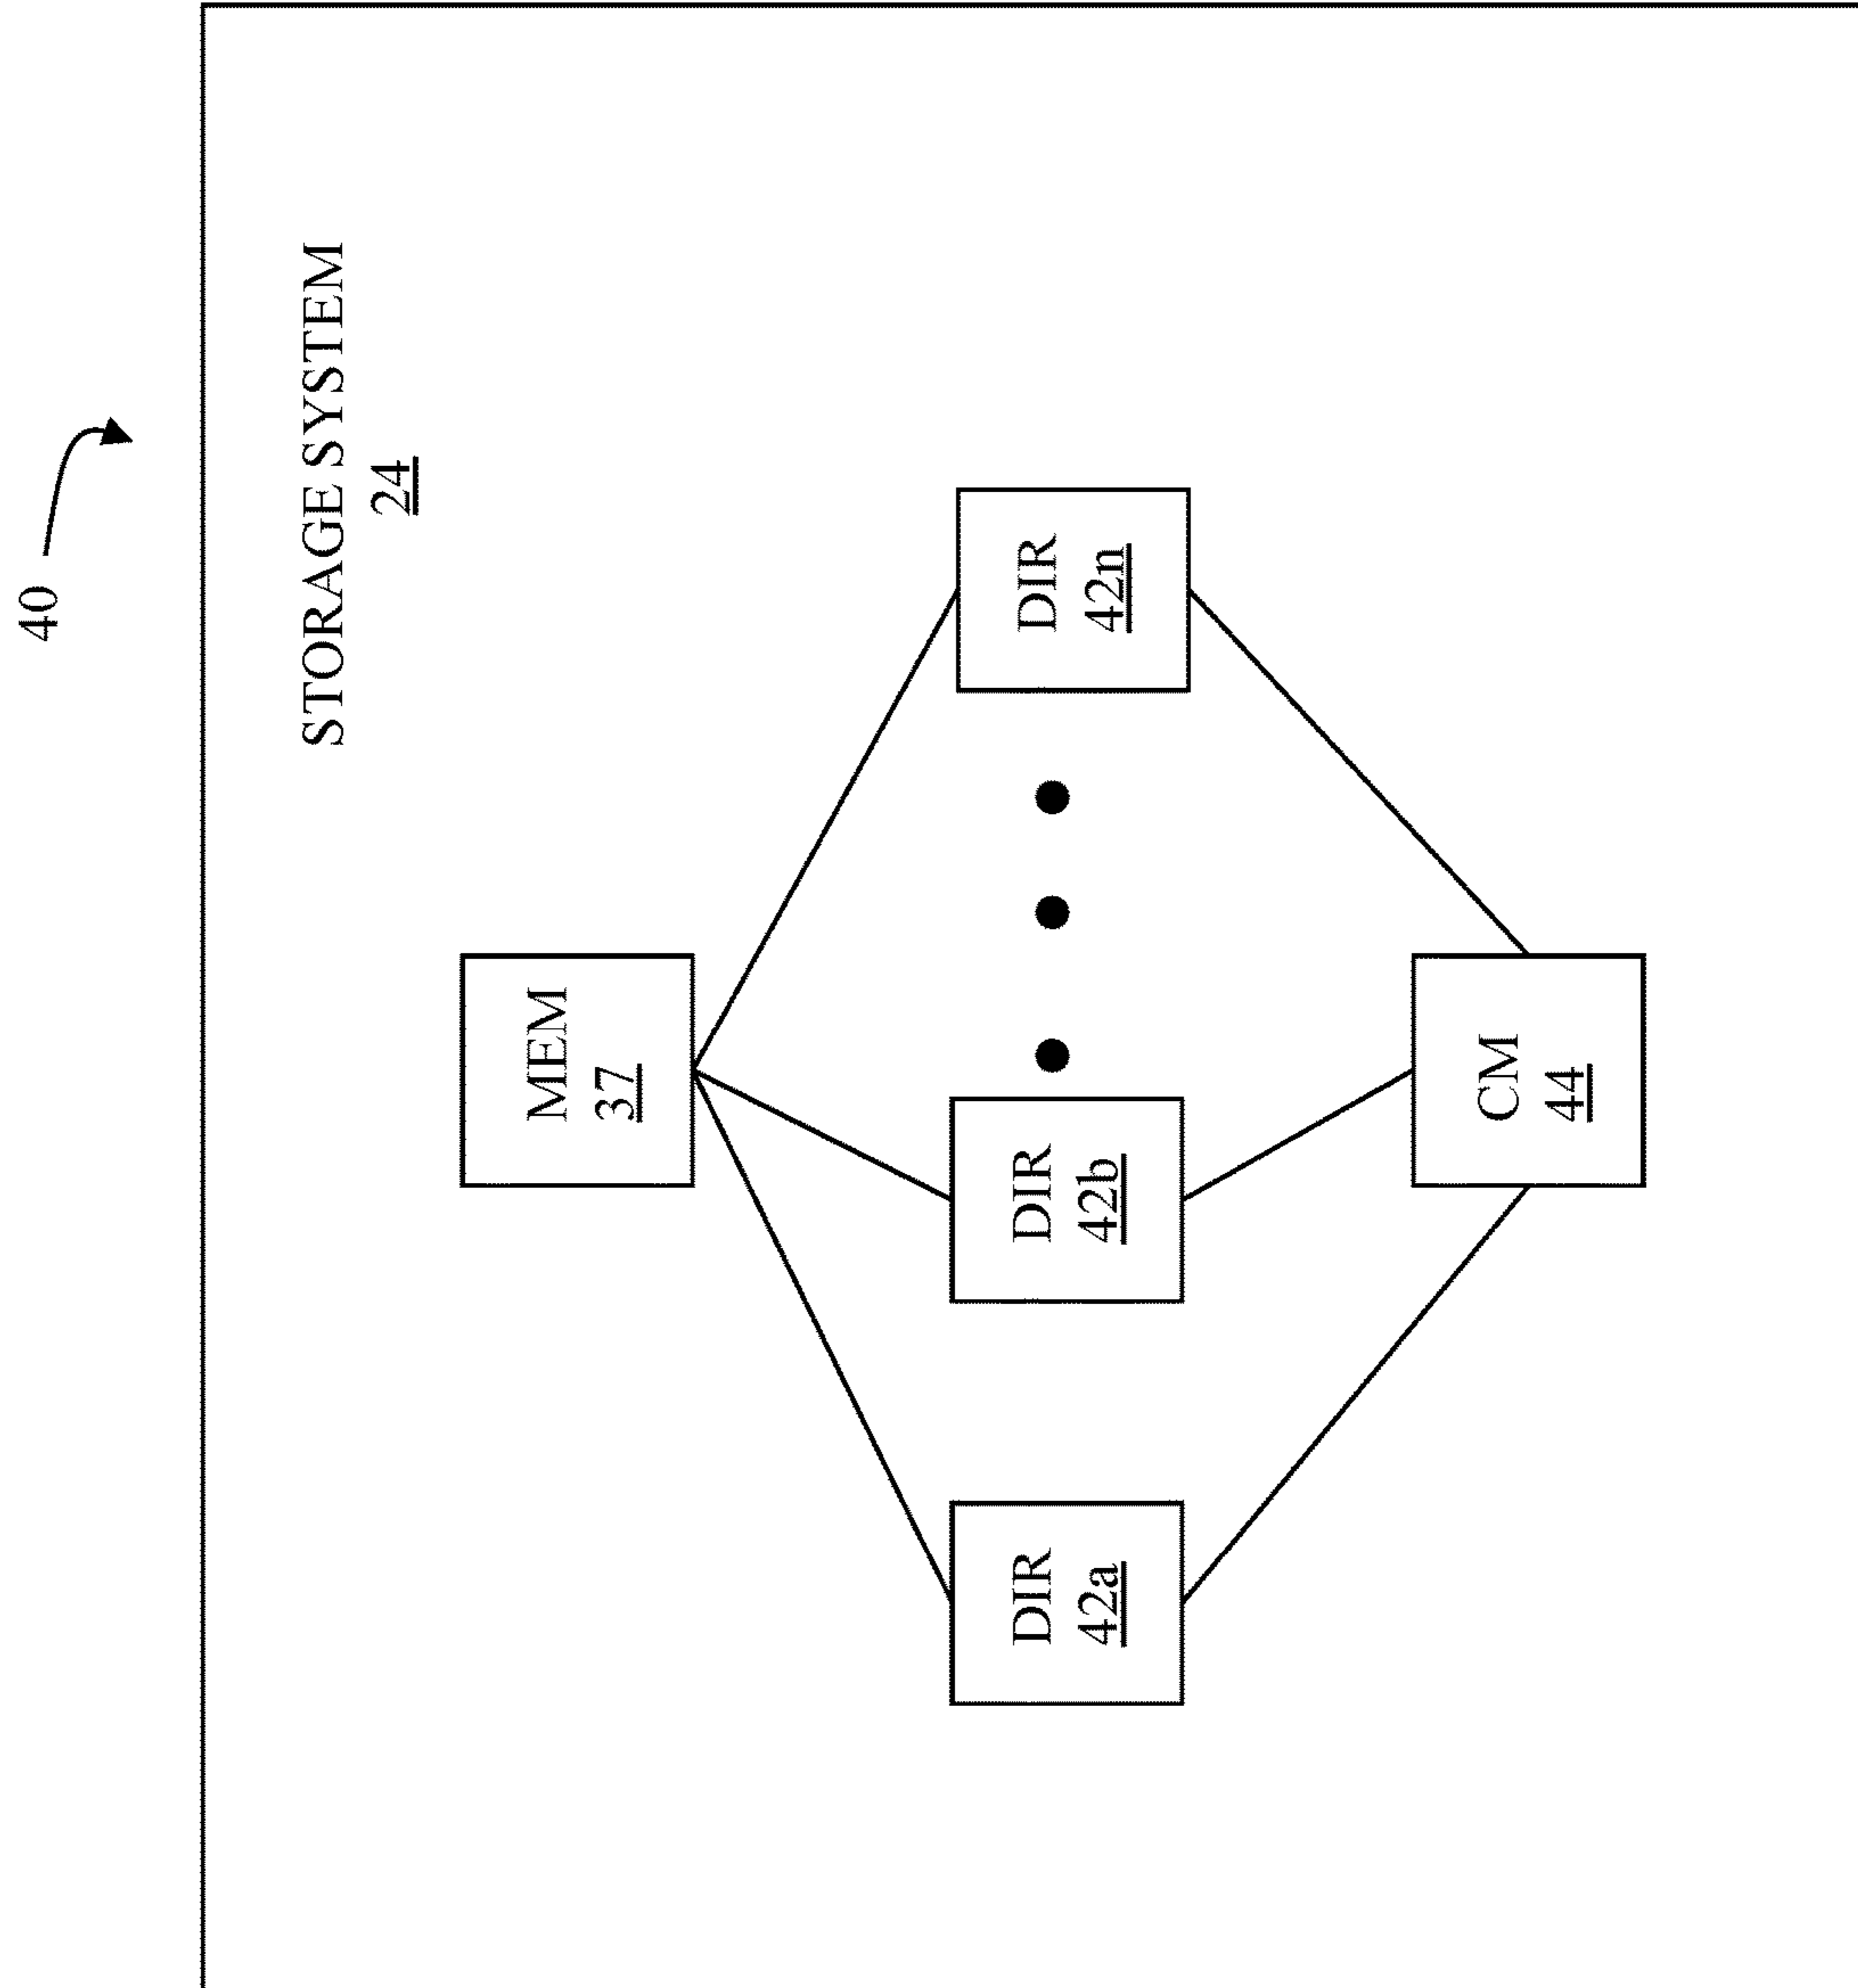 40
STORAGE SYSTEM
24
MEM
37
DIR
42a
DIR
42b
DIR
42n
CM
44